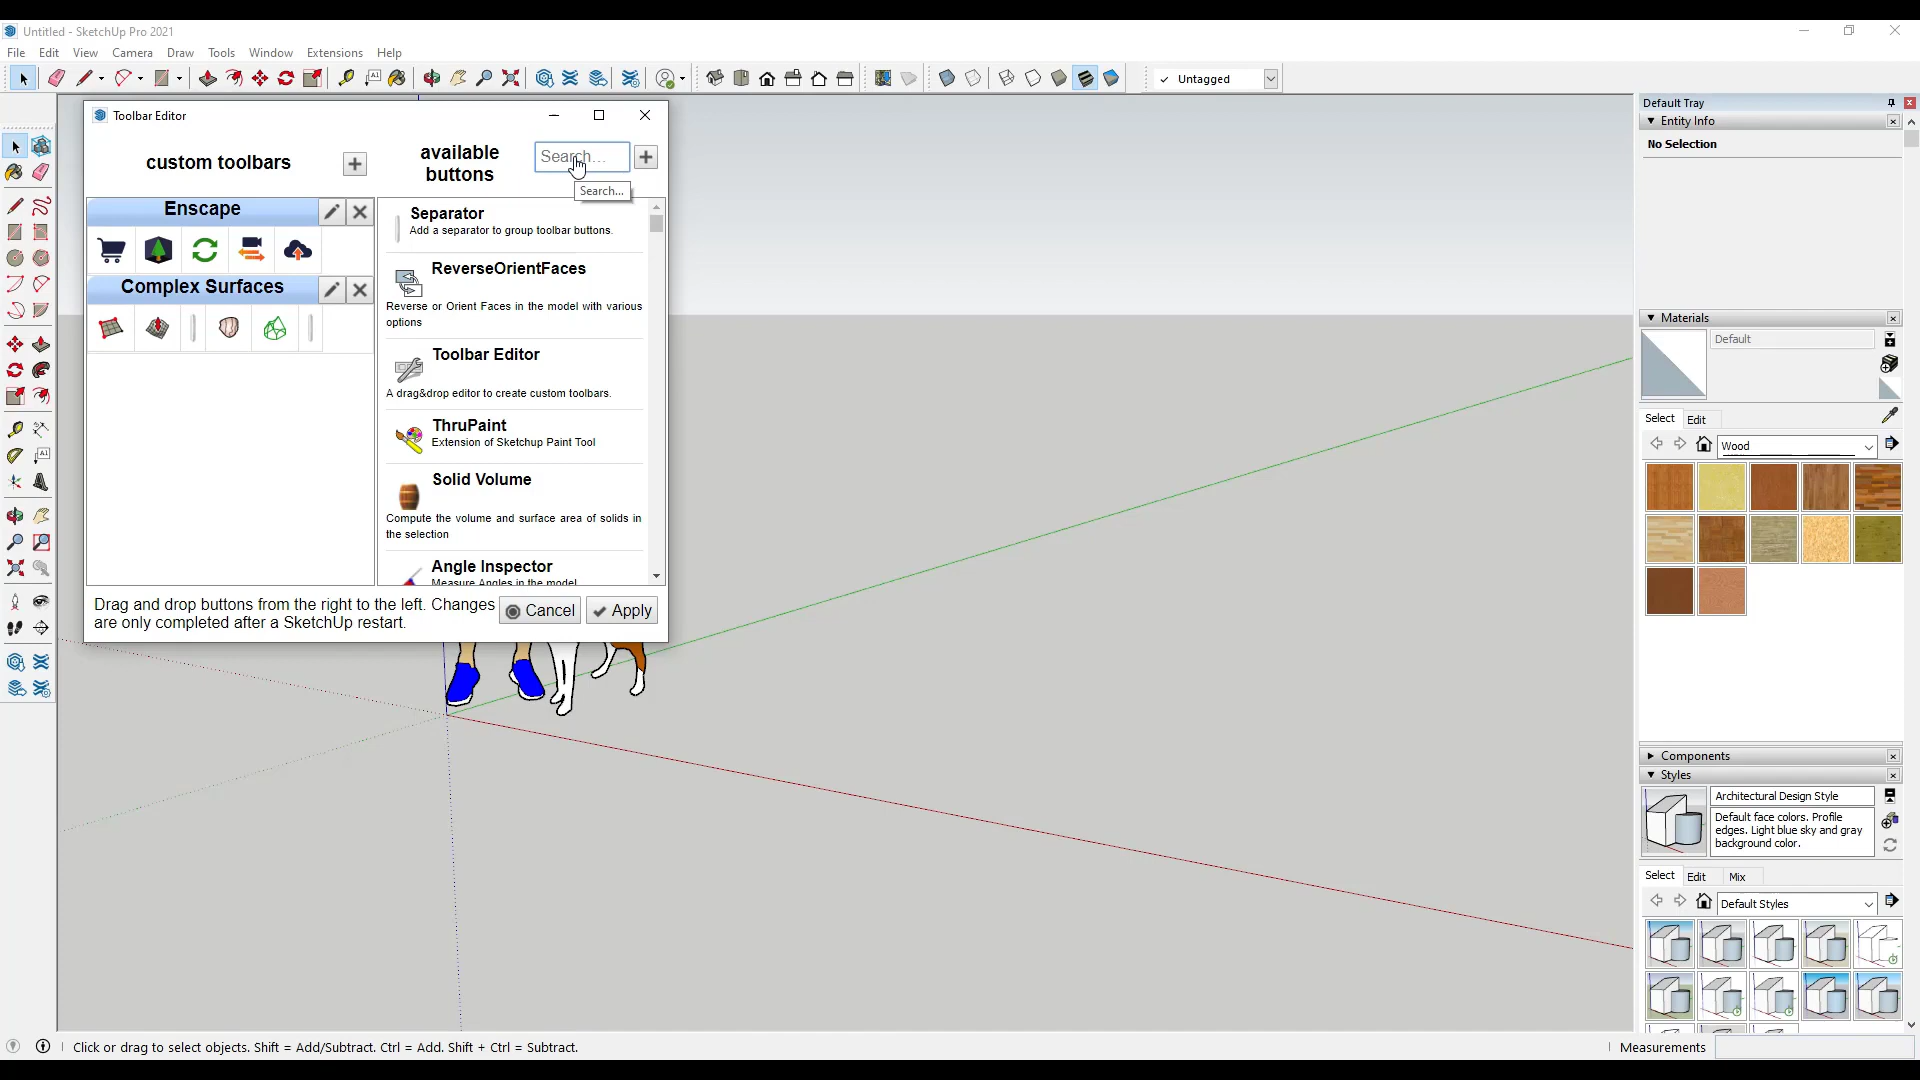 Untitled - SketchUp Pro 2021
File Edit View Camera Draw Tools Window Extensions Help
Untagged
Toolbar Editor
custom toolbars
available
buttons
Search...
Search...
Enscape
Complex Surfaces
Separator
Add a separator to group toolbar buttons.
ReverseOrientFaces
Reverse or Orient Faces in the model with various
options
Toolbar Editor
A drag&drop editor to create custom toolbars.
ThruPaint
Extension of Sketchup Paint Tool
Solid Volume
Compute the volume and surface area of solids in
the selection
Angle Inspector
Measure Angles in the model
Drag and drop buttons from the right to the left. Changes
are only completed after a SketchUp restart.
Cancel
Apply
Default Tray
Entity Info
No Selection
Materials
Default
Select Edit
Wood
Components
Styles
Architectural Design Style
Default face colors. Profile
edges. Light blue sky and gray
background color.
Select Edit Mix
Default Styles
Click or drag to select objects. Shift = Add/Subtract. Ctrl = Add. Shift + Ctrl = Subtract.
Measurements